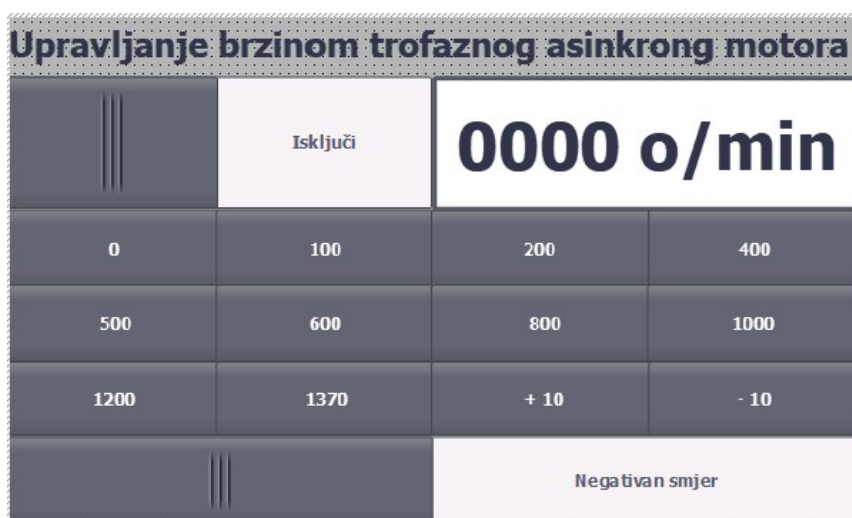 Upravljanje brzinom trofaznog asinkrong motora
Isključi
0000 o/min
0 100 200 400
500 600 800 1000
1200 1370 + 10 - 10
Negativan smjer